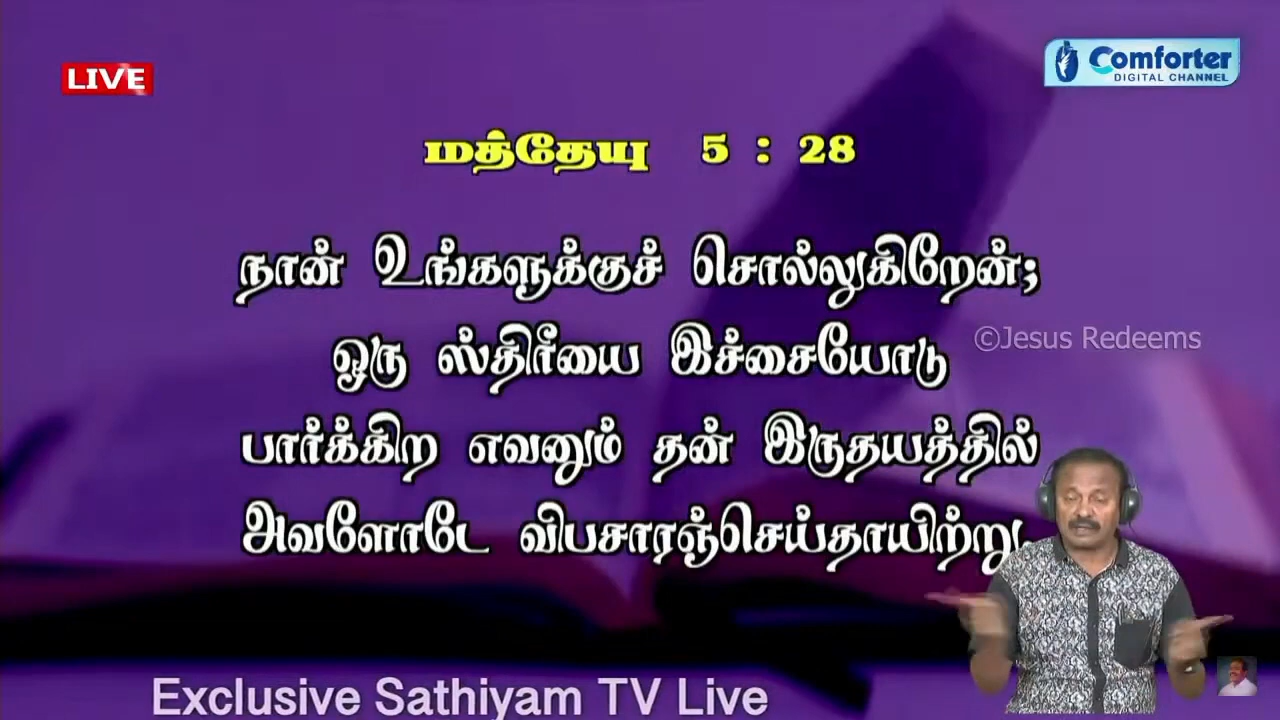 LIVE
Comforter
DIGITAL CHANNEL
மத்தேயு 5 : 28
நான் உங்களுக்குச் சொல்லுகிறேன்;
ஒரு ஸ்திரீயை இச்சையோடு
©Jesus Redeems
பார்க்கிற எவனும் தன் இருதயத்தில்
அவளோடே விபசாரஞ்செய்தாயிற்று.
Exclusive Sathiyam TV Live